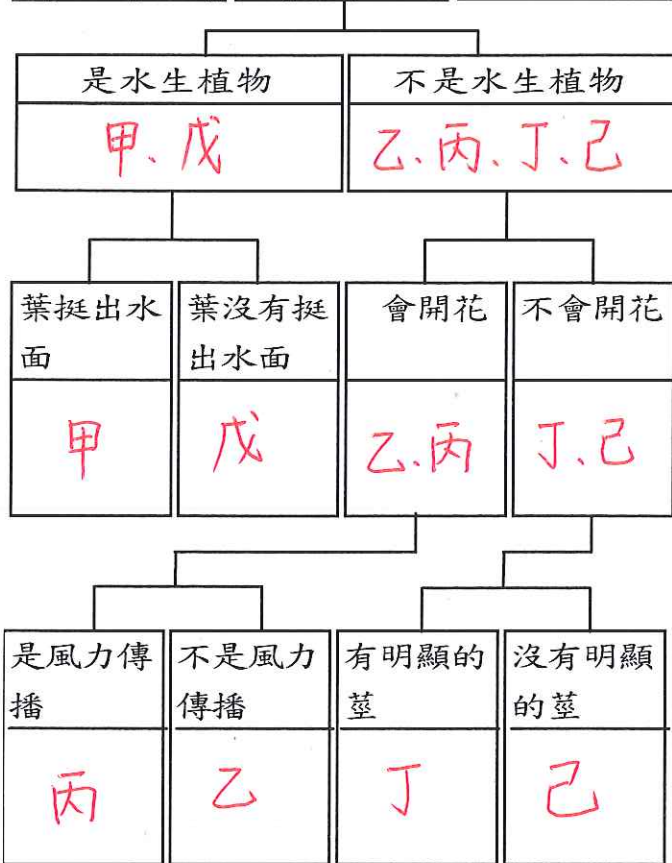 是水生植物
不是水生植物
甲、戊
乙、丙、丁、己
葉挺出水
面
葉沒有挺
出水面
會開花
不會開花
甲
戊
乙、丙
丁、己
是風力傳
播
不是風力
傳播
有明顯的
莖
沒有明顯
的莖
丙
乙
丁
己